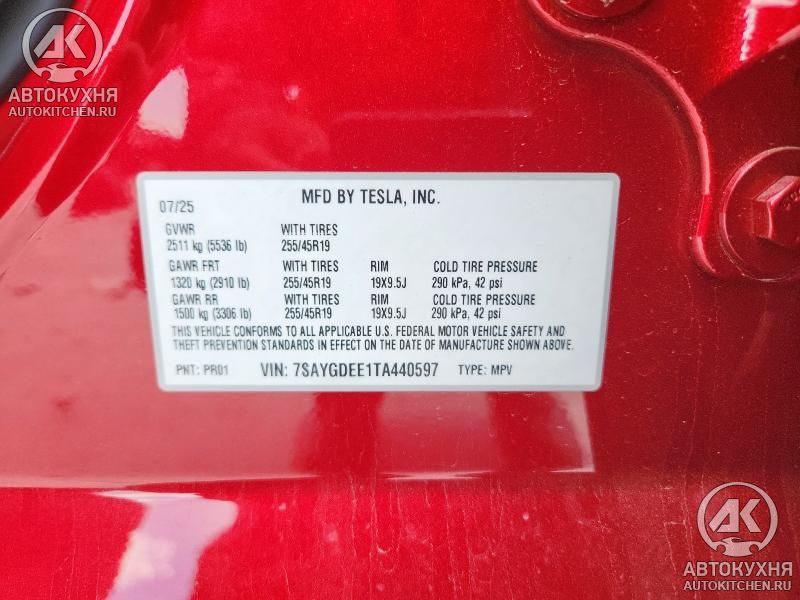 АК
АВТОКУХНЯ
AUTOKITCHEN.RU
MFD BY TESLA, INC.
07/25
GVWR WITH TIRES
2511 kg (5536 lb) 255/45R19
GAWR FRT WITH TIRES RIM COLD TIRE PRESSURE
1320 kg (2910 lb) 255/45R19 19X9.5J 290 kPa, 42 psi
GAWR RR WITH TIRES RIM COLD TIRE PRESSURE
1500 kg (3306 lb) 255/45R19 19X9.5J 290 kPa, 42 psi
THIS VEHICLE CONFORMS TO ALL APPLICABLE U.S. FEDERAL MOTOR VEHICLE SAFETY AND
THEFT PREVENTION STANDARDS IN EFFECT ON THE DATE OF MANUFACTURE SHOWN ABOVE.
PNT: PR01 VIN: 7SAYGDEE1TA440597 TYPE: MPV
АК
АВТОКУХНЯ
AUTOKITCHEN.RU